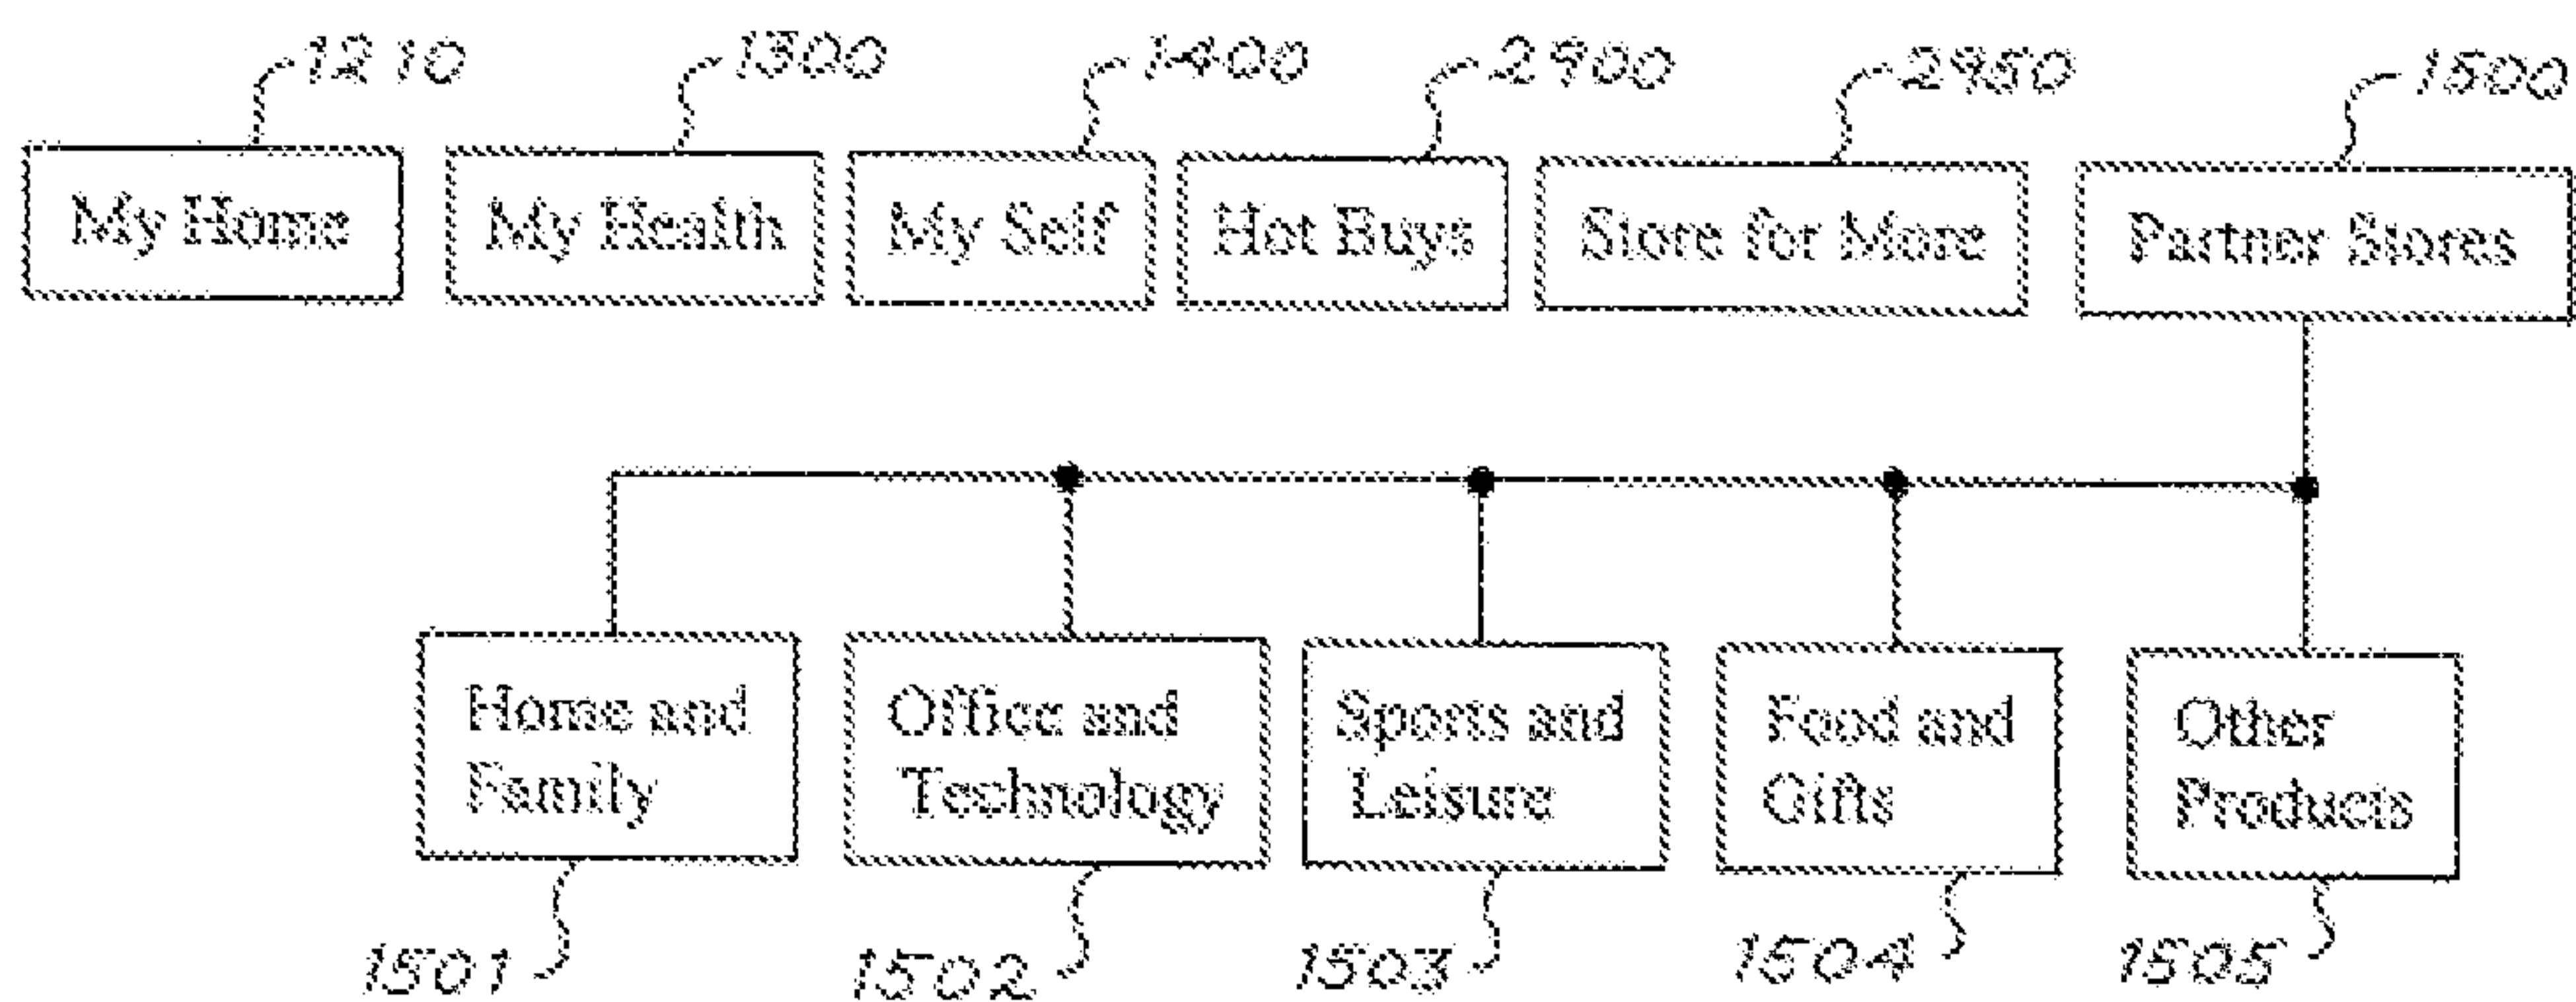 1210 1300 1400 2900 2950 1500
My Home My Health My Self Hot Buys Store for More Partner Stores
Home and Office and Sports and Food and Other
Family Technology Leisure Gifts Products
1501 1502 1503 1504 1505